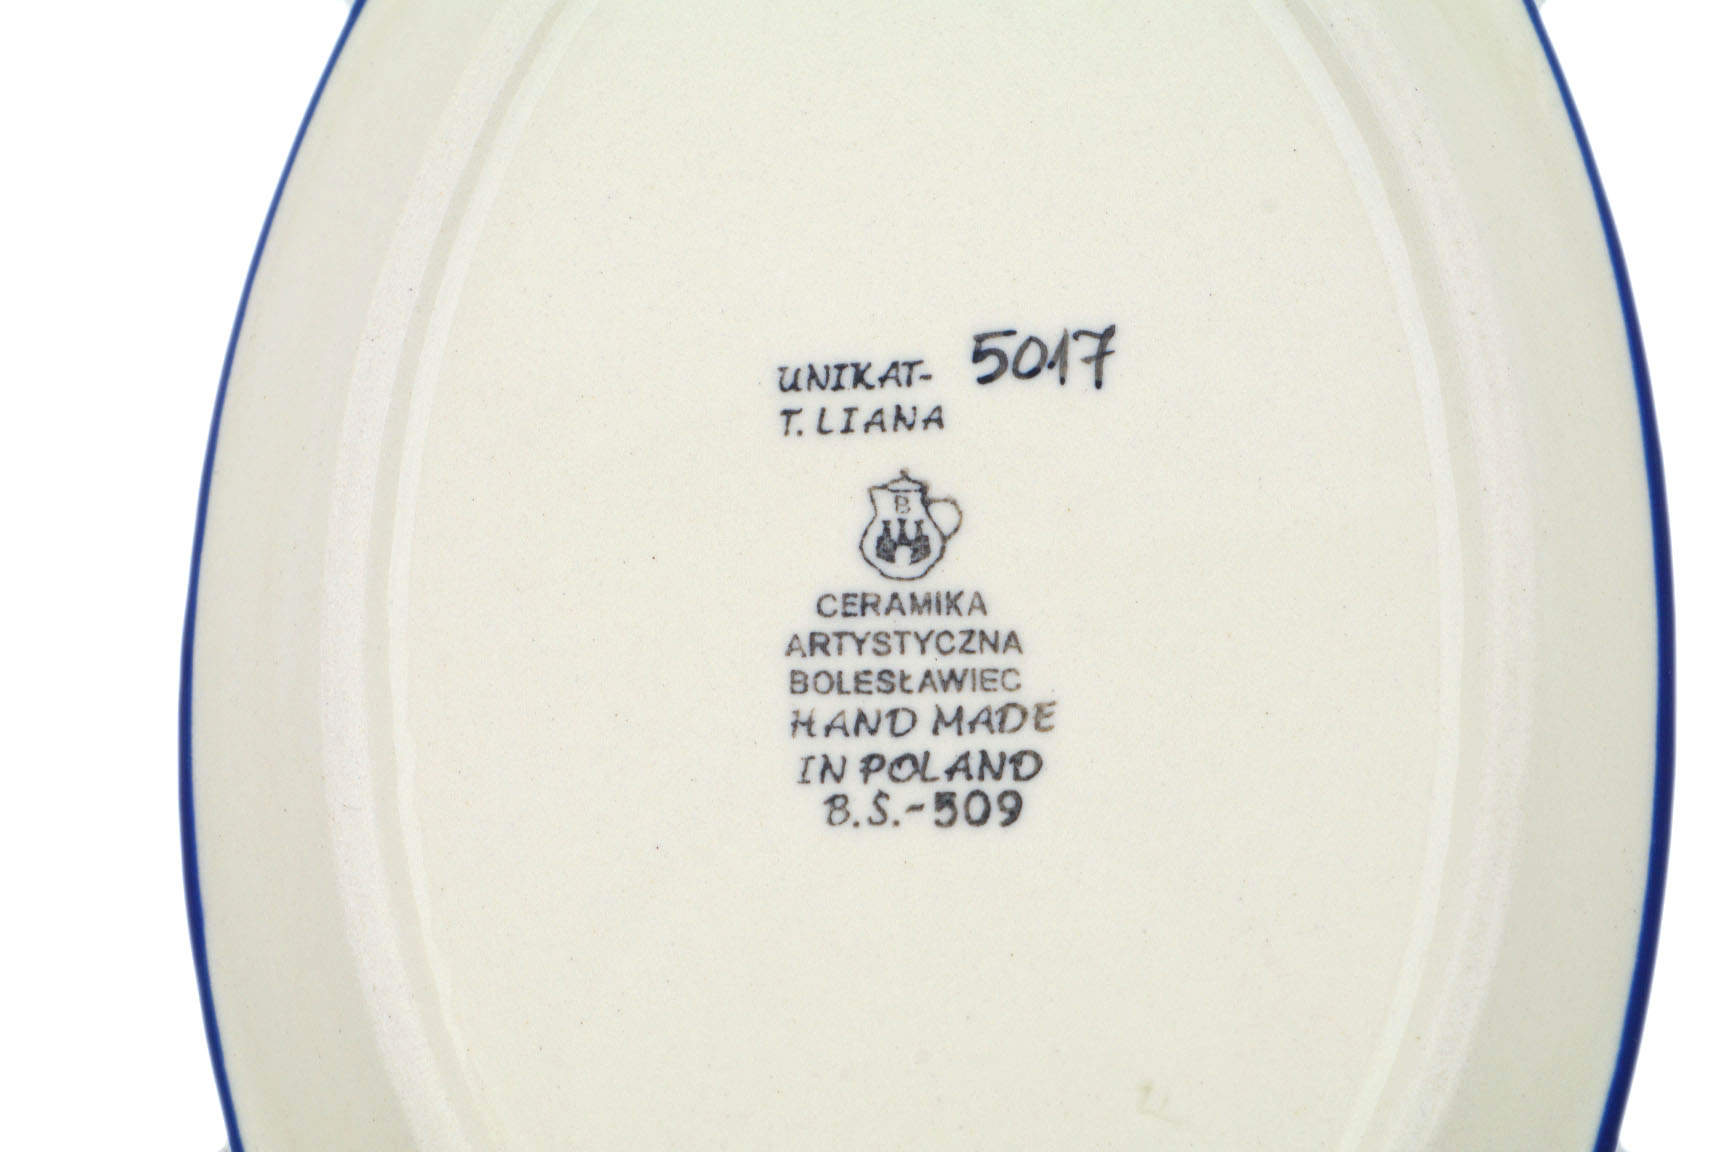 UNIKAT- 5017
T. LIANA
B
CERAMIKA
ARTYSTYCZNA
BOLESŁAWIEC
HAND MADE
IN POLAND
B.Ś.-509